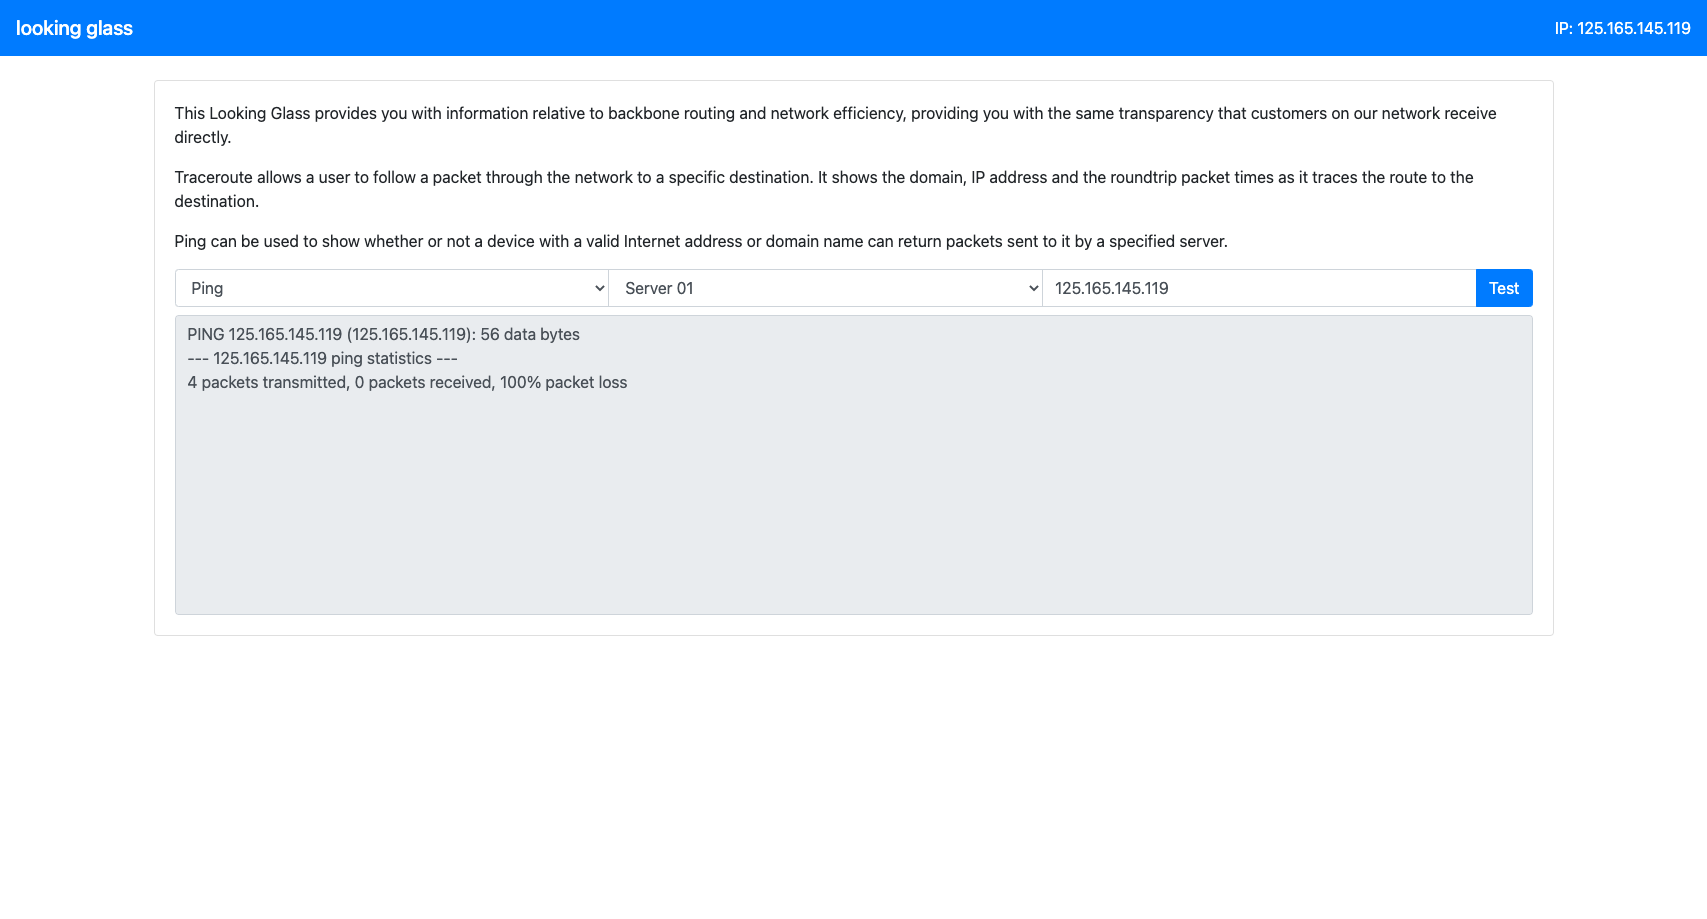 looking glass
IP: 125.165.145.119
This Looking Glass provides you with information relative to backbone routing and network efficiency, providing you with the same transparency that customers on our network receive
directly.
Traceroute allows a user to follow a packet through the network to a specific destination. It shows the domain, IP address and the roundtrip packet times as it traces the route to the
destination.
Ping can be used to show whether or not a device with a valid Internet address or domain name can return packets sent to it by a specified server.
Ping
Server 01
125.165.145.119
Test
PING 125.165.145.119 (125.165.145.119): 56 data bytes
--- 125.165.145.119 ping statistics ---
4 packets transmitted, 0 packets received, 100% packet loss